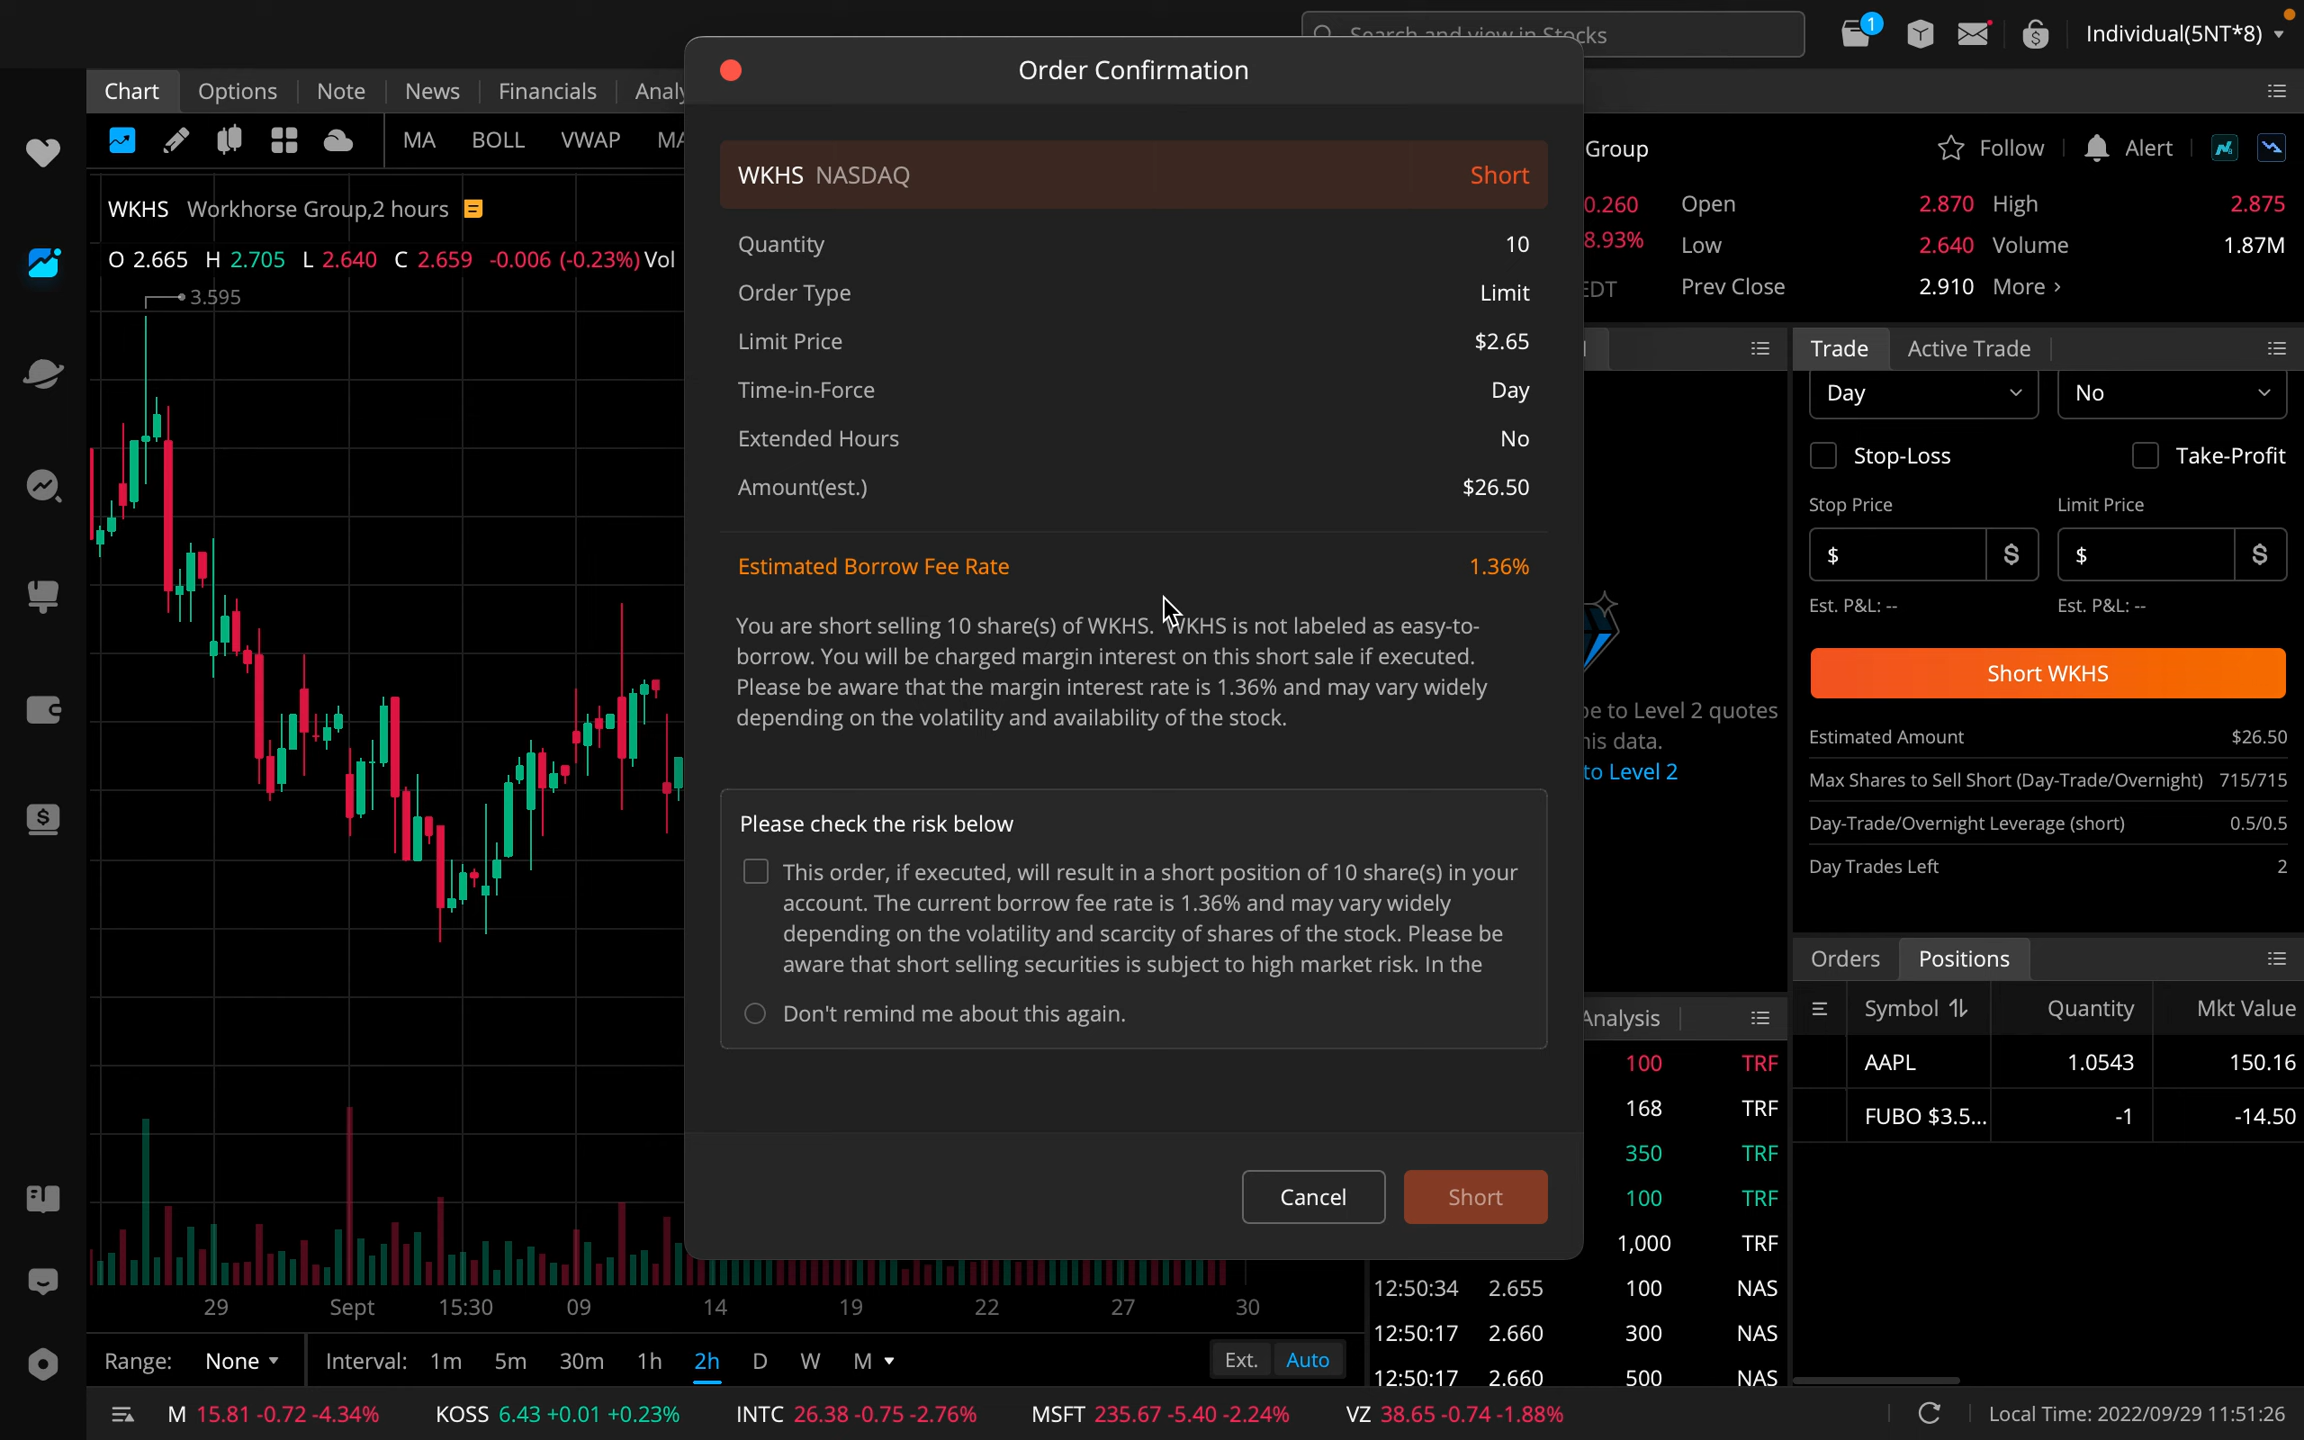 Search and view in Stocks
1
Individual(5NT*8)
Chart
Options
Note
News
Financials
Order Confirmation
MA
BOLL
VWAP
Group
Follow
Alert
WKHS NASDAQ
Short
WKHS Workhorse Group,2 hours
O 2.665 H 2.705 L 2.640 C 2.659 -0.006 (-0.23%) Vol
3.595
0.260
8.93%
EDT
Open 2.870 High 2.875
Low 2.640 Volume 1.87M
Prev Close 2.910 More
Quantity 10
Order Type Limit
Limit Price $2.65
Time-in-Force Day
Extended Hours No
Amount(est.) $26.50
Estimated Borrow Fee Rate 1.36%
You are short selling 10 share(s) of WKHS. WKHS is not labeled as easy-to-
borrow. You will be charged margin interest on this short sale if executed.
Please be aware that the margin interest rate is 1.36% and may vary widely
depending on the volatility and availability of the stock.
Please check the risk below
This order, if executed, will result in a short position of 10 share(s) in your
account. The current borrow fee rate is 1.36% and may vary widely
depending on the volatility and scarcity of shares of the stock. Please be
aware that short selling securities is subject to high market risk. In the
Don't remind me about this again.
Cancel
Short
Trade
Active Trade
Day
No
Stop-Loss
Take-Profit
Stop Price
Limit Price
$ $
$ $
Est. P&L: --
Est. P&L: --
Short WKHS
to Level 2 quotes
data.
to Level 2
Estimated Amount $26.50
Max Shares to Sell Short (Day-Trade/Overnight) 715/715
Day-Trade/Overnight Leverage (short) 0.5/0.5
Day Trades Left 2
Orders
Positions
Symbol Quantity Mkt Value
AAPL 1.0543 150.16
FUBO $3.5... -1 -14.50
Analysis
100 TRF
168 TRF
350 TRF
100 TRF
1,000 TRF
12:50:34 2.655 100 NAS
12:50:17 2.660 300 NAS
12:50:17 2.660 500 NAS
29 Sept 15:30 09 14 19 22 27 30
Range: None
Interval: 1m 5m 30m 1h 2h D W M
Ext.
Auto
M 15.81 -0.72 -4.34%
KOSS 6.43 +0.01 +0.23%
INTC 26.38 -0.75 -2.76%
MSFT 235.67 -5.40 -2.24%
VZ 38.65 -0.74 -1.88%
Local Time: 2022/09/29 11:51:26